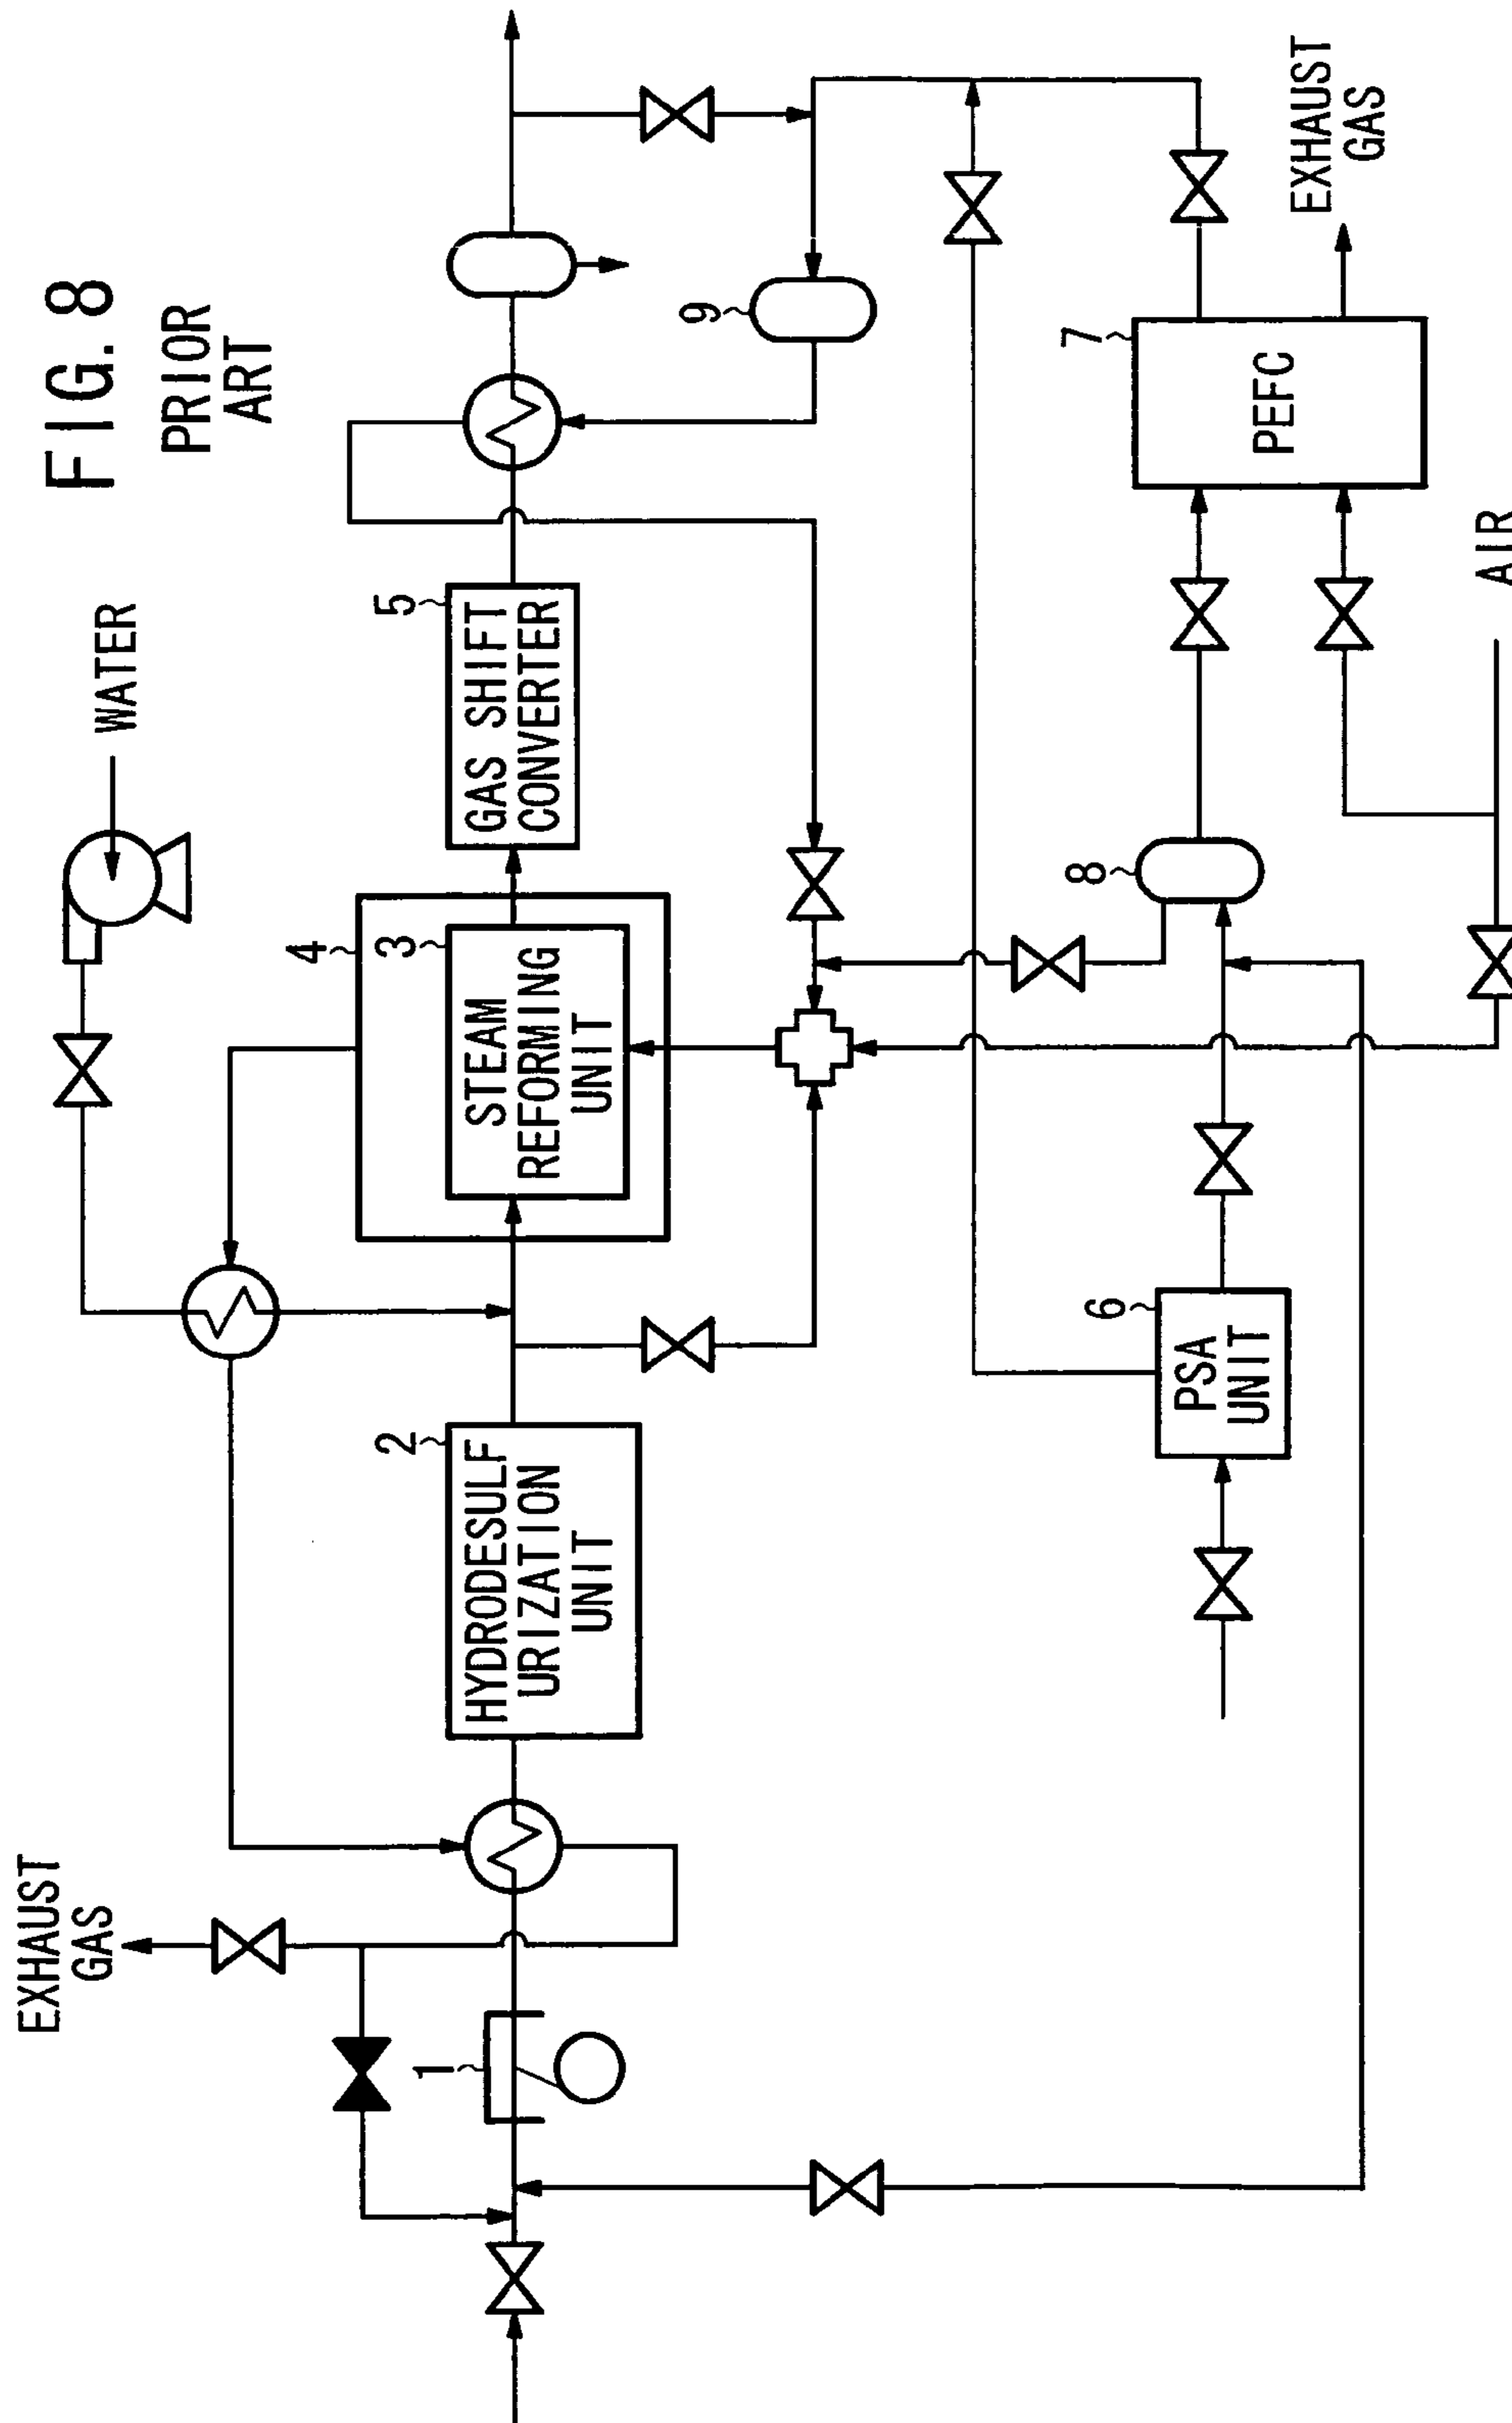 FIG. 8
PRIOR
ART
WATER
EXHAUST
GAS
1
HYDRODESULF
URIZATION
UNIT
2
4
3
STEAM
REFORMING
UNIT
5
GAS SHIFT
CONVERTER
9
6
PSA
UNIT
8
7
PEFC
EXHAUST
GAS
AIR